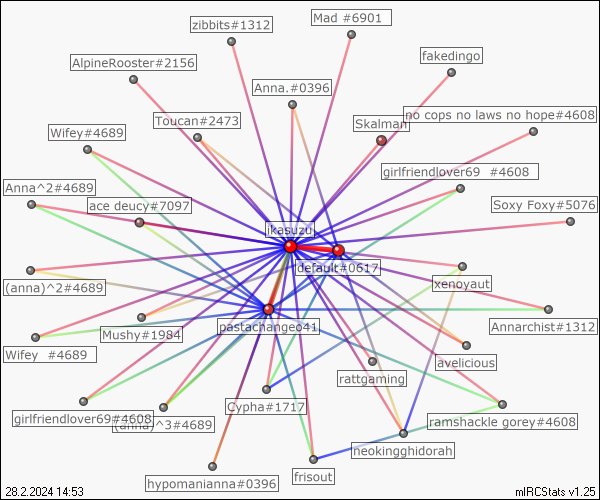 Mad #6901
zibbits#1312
fakedingo
AlpineRooster#2156
Anna.#0396
no cops no laws no hope#4608
Toucan#2473
Skalman
Wifey#4689
girlfriendlover69 #4608
Anna^2#4689
ace deucy#7097
Soxy Foxy#5076
ikasuzu
default#0617
xenoyaut
(anna)^2#4689
Annarchist#1312
Mushy#1984
pastachangeo41
Wifey #4689
avelicious
rattgaming
Cypha#1717
girlfriendlover69#4608
(anna)^3#4689
ramshackle gorey#4608
neokingghidorah
hypomanianna#0396
frisout
28.2.2024 14:53
mIRCStats v1.25